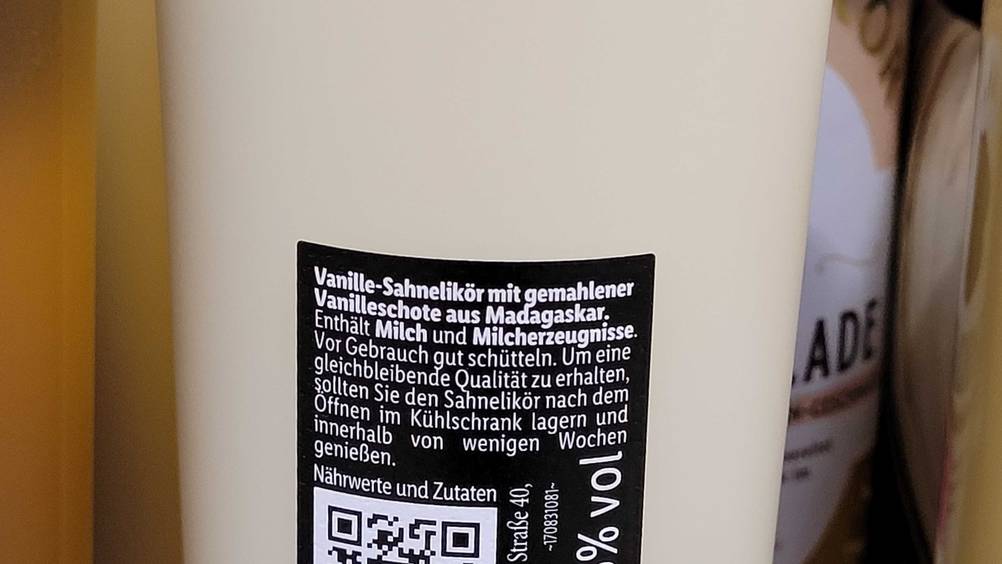 Vanille-Sahnelikör mit gemahlener
Vanilleschote aus Madagaskar.
Enthält Milch und Milcherzeugnisse.
Vor Gebrauch gut schütteln. Um eine
gleichbleibende Qualität zu erhalten,
sollten Sie den Sahnelikör nach dem
Öffnen im Kühlschrank lagern und
innerhalb von wenigen Wochen
genießen.
Nährwerte und Zutaten
Straße 40,
~170831081~
% vol
LADE